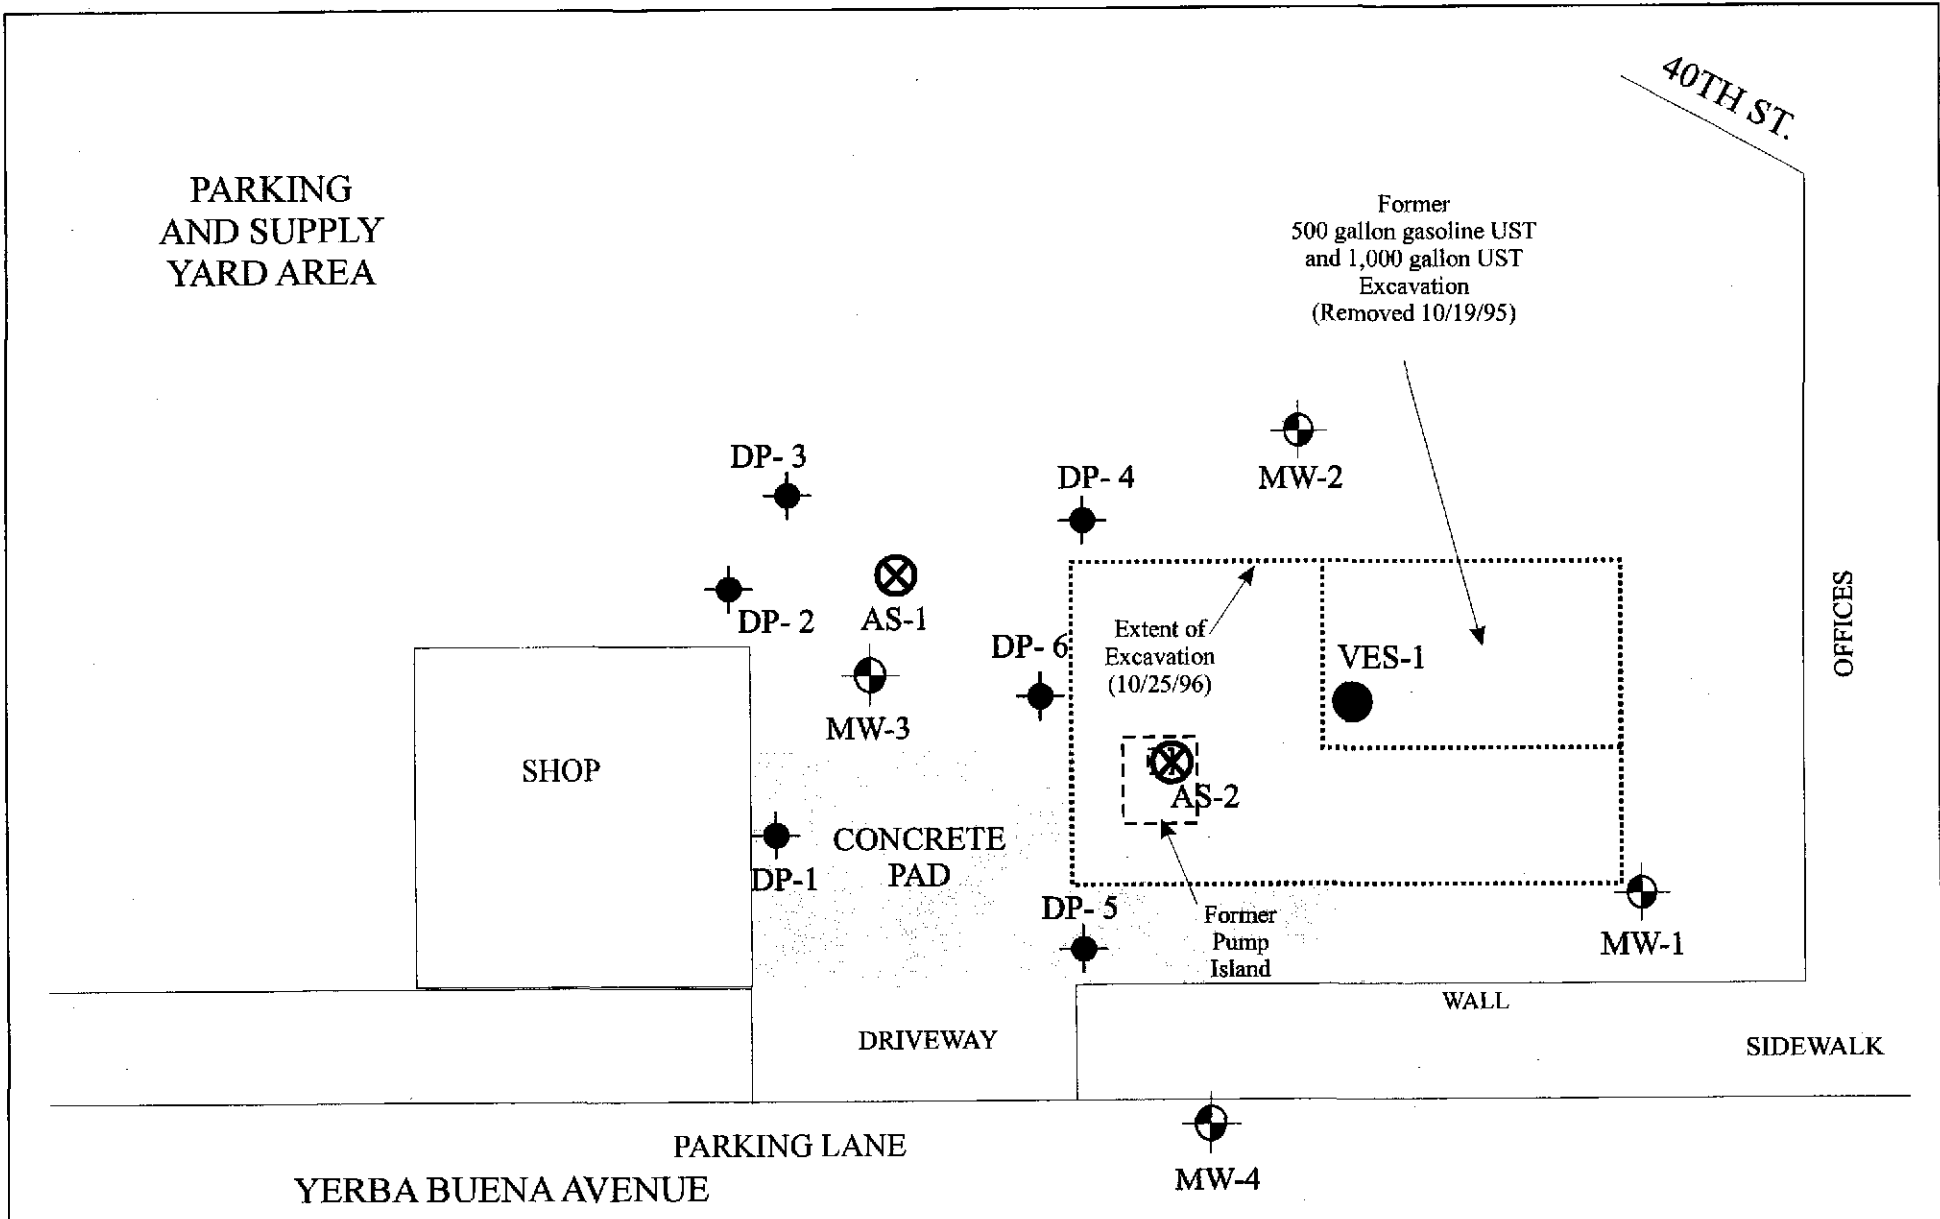 40TH ST.
PARKING
AND SUPPLY
YARD AREA
Former
500 gallon gasoline UST
and 1,000 gallon UST
Excavation
(Removed 10/19/95)
DP- 3
DP- 4
MW-2
DP- 2
AS-1
DP- 6
Extent of
Excavation
(10/25/96)
VES-1
OFFICES
MW-3
SHOP
AS-2
CONCRETE
PAD
DP-1
DP- 5
Former
Pump
Island
MW-1
WALL
DRIVEWAY
SIDEWALK
PARKING LANE
MW-4
YERBA BUENA AVENUE